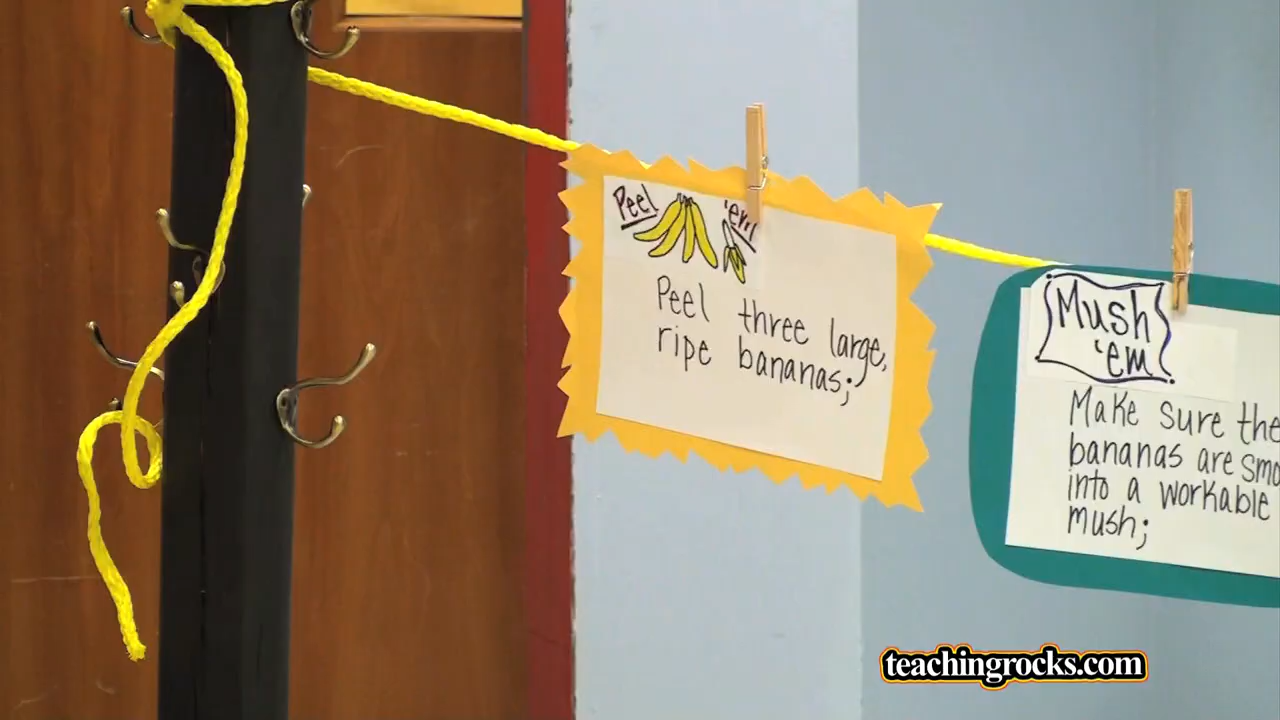 Peel 'em
Peel three large,
ripe bananas;
Mush
'em
Make sure the
bananas are
into a workable
mush;
teachingrocks.com